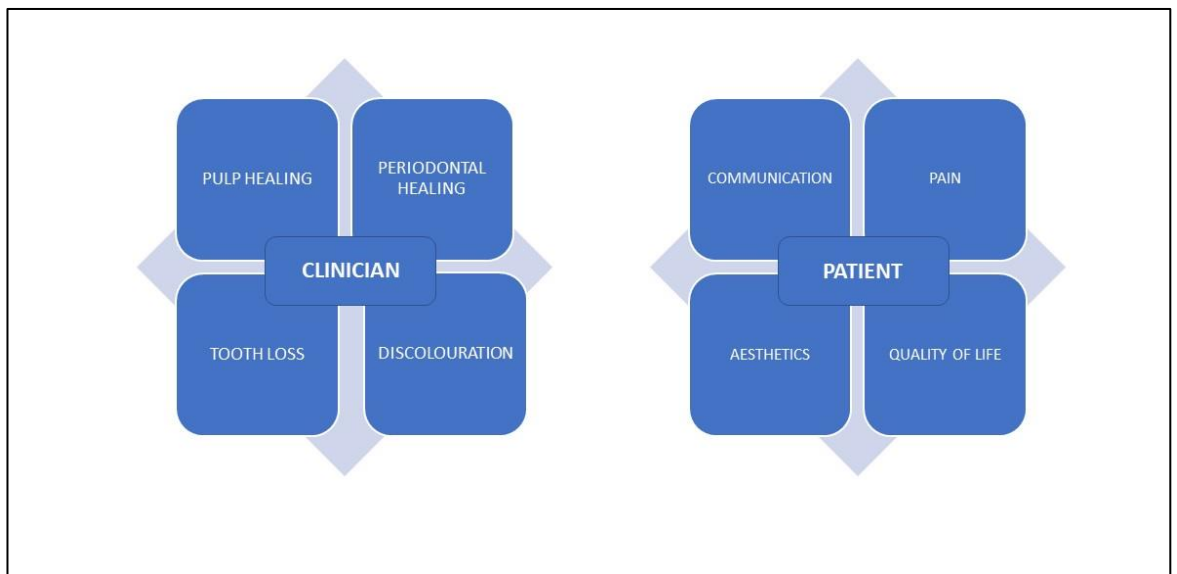 PULP HEALING
PERIODONTAL
HEALING
CLINICIAN
TOOTH LOSS
DISCOLOURATION
COMMUNICATION
PAIN
PATIENT
AESTHETICS
QUALITY OF LIFE